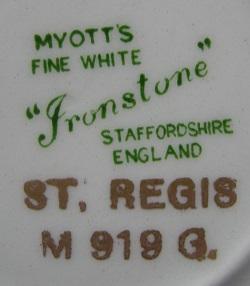 MYOTT'S
FINE WHITE
"Ironstone"
STAFFORDSHIRE
ENGLAND
ST. REGIS
M 919 G.